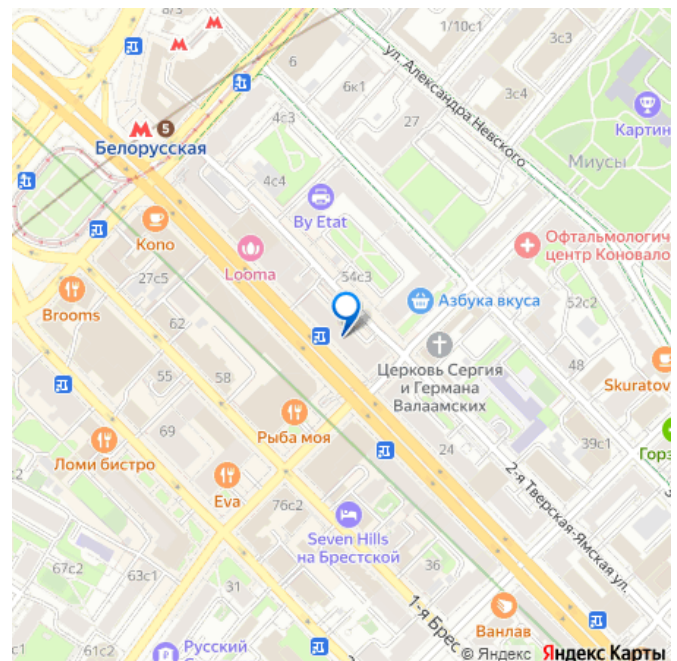 1/10с1
8/3
3с3
6
6к1
ул. Александра Невского
3с4
27
4с3
5
Белорусская
Картин
Миусы
4с4
By Etat
Kono
Looma
Офтальмологич
центр Коновало
27с5
54с3
Азбука вкуса
52с2
Brooms
62
Церковь Сергия
и Германа
Валаамских
48
55
58
Skuratov
Рыба моя
69
39с1
24
Горз
Ломи бистро
Eva
2-я Тверская-Ямская ул.
76с2
Seven Hills
на Брестской
67с2
63с1
36
31
1-я Брес
Ванлав
с1
61с2
Русский
© Яндекс Яндекс Карты